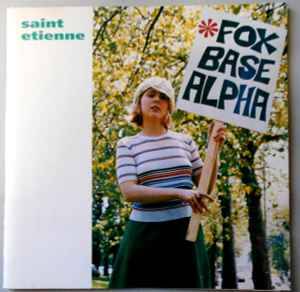 saint
etienne
*FOX
BASE
ALPHA